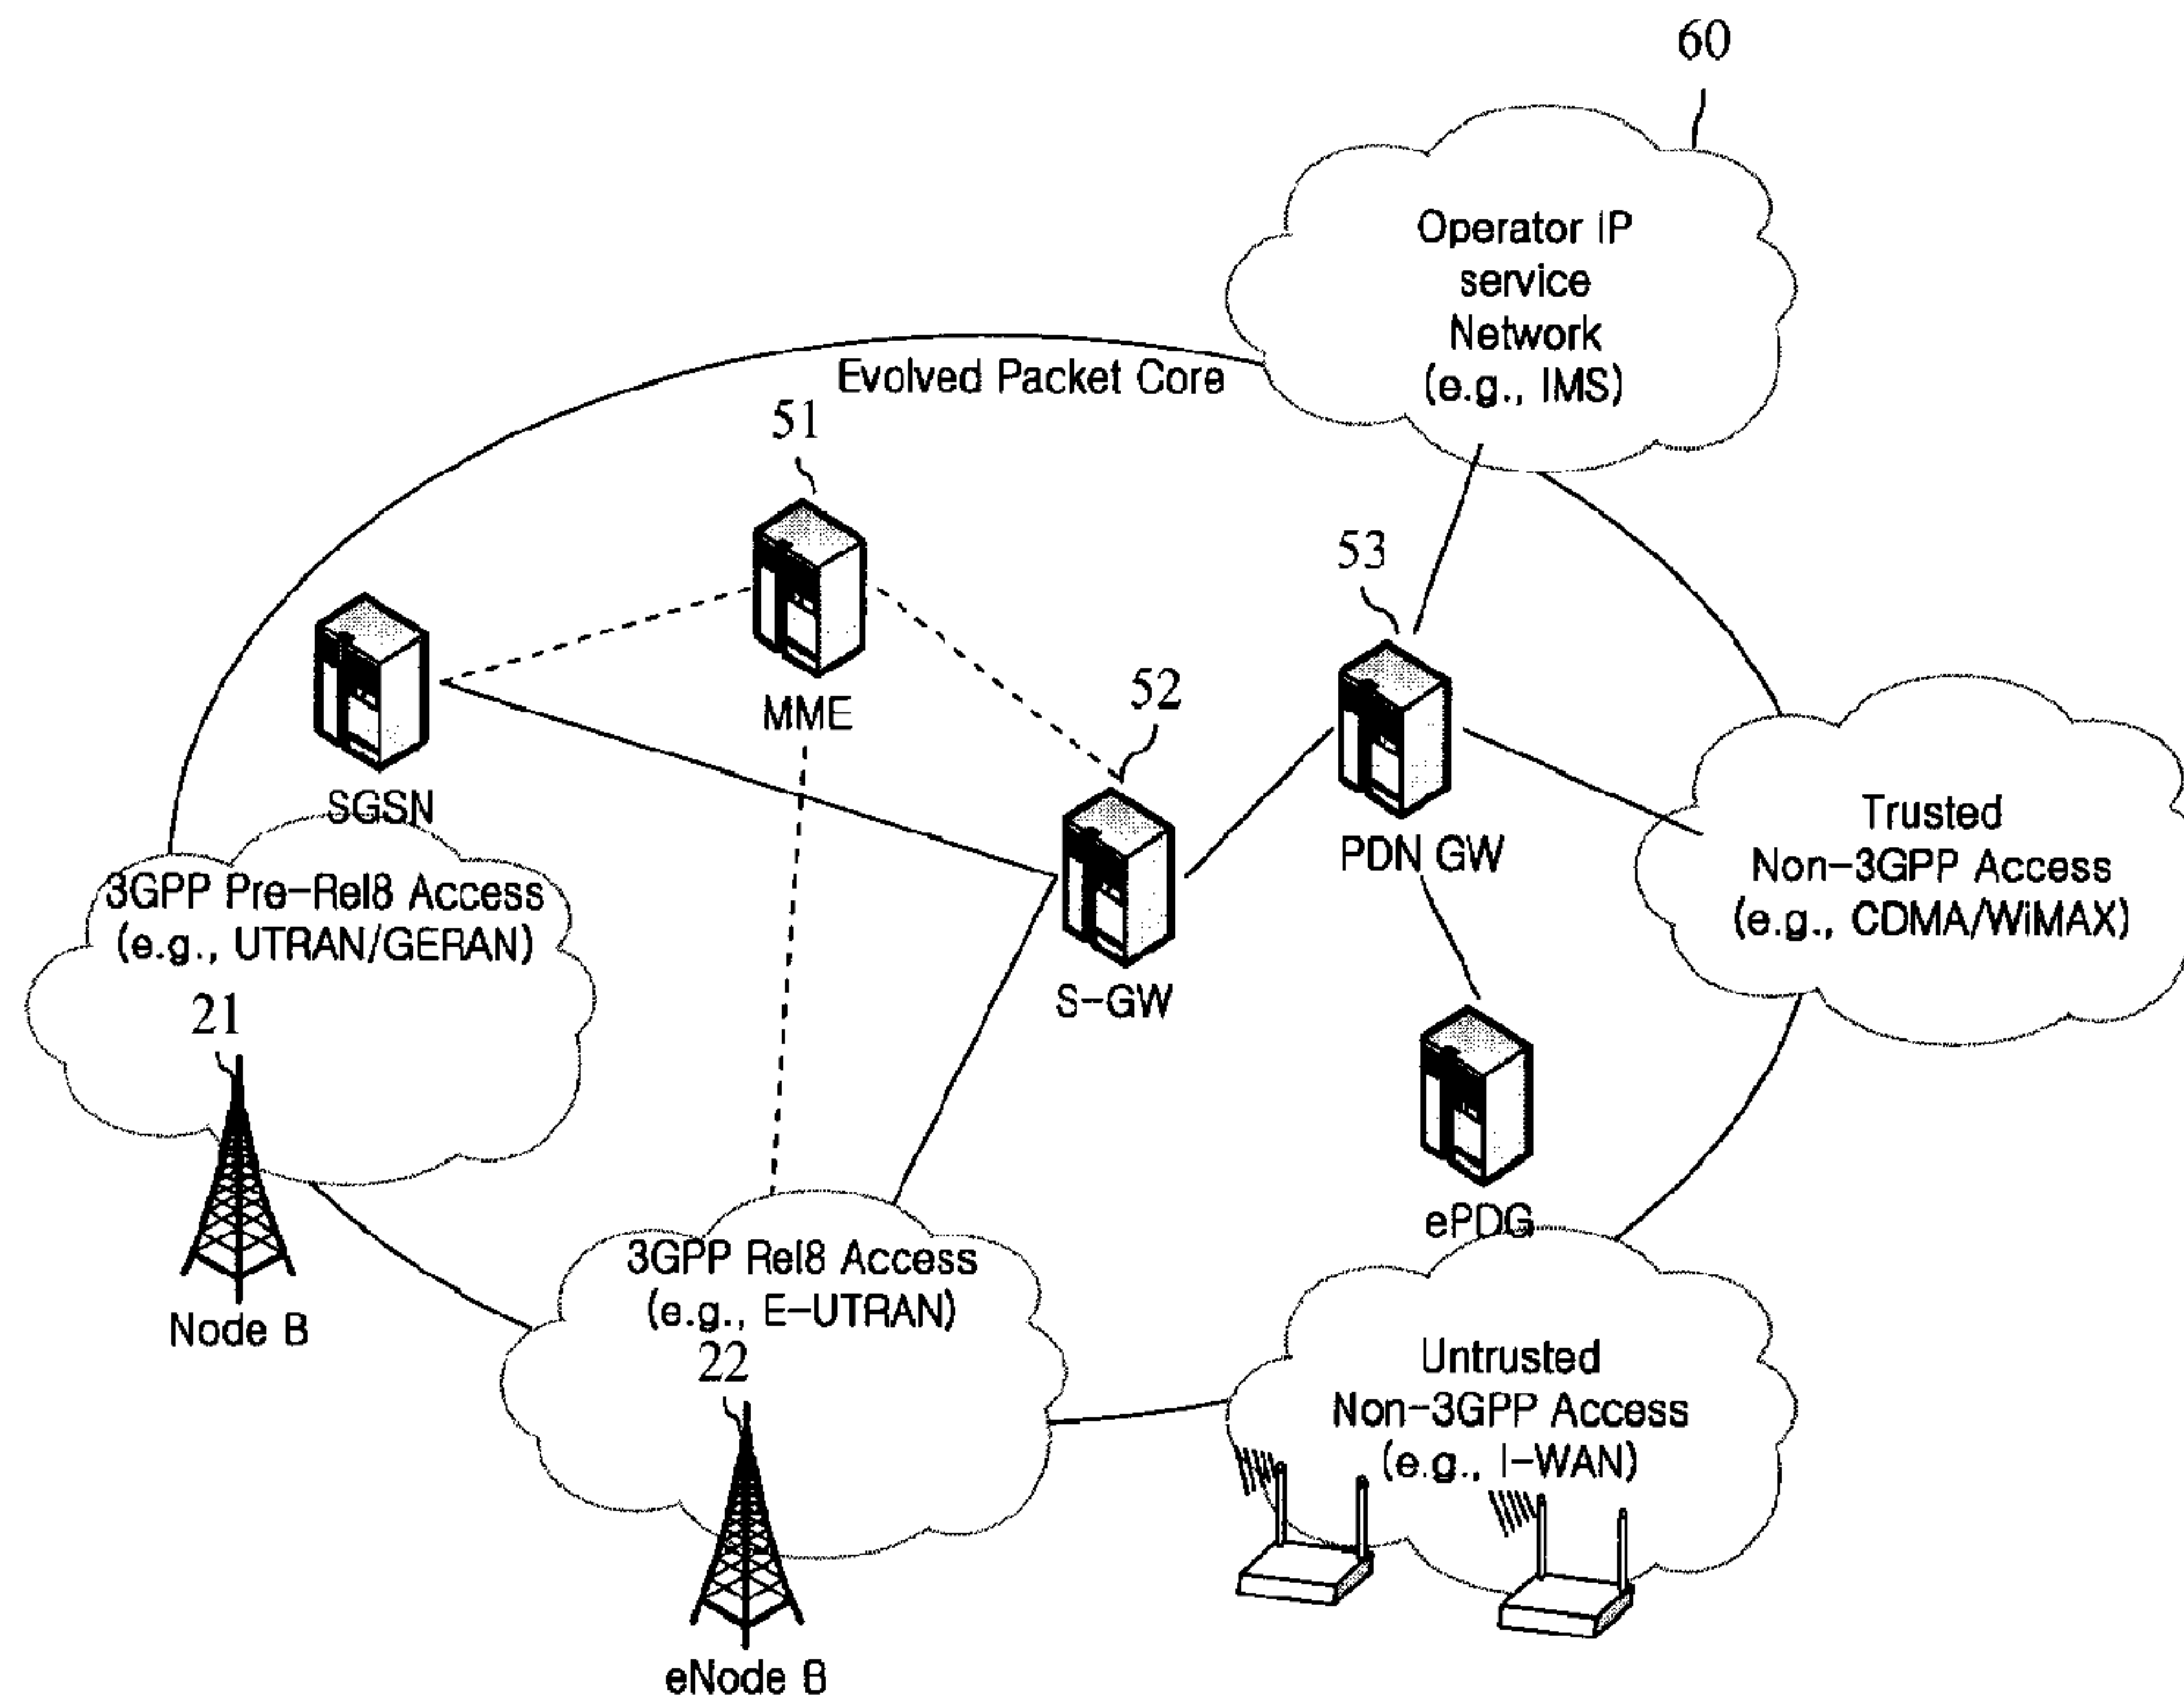 60
Operator IP
service
Network
(e.g., IMS)
Evolved Packet Core
51
MME
53
PDN GW
52
S-GW
SGSN
3GPP Pre-Rel8 Access
(e.g., UTRAN/GERAN)
21
Node B
Trusted
Non-3GPP Access
(e.g., CDMA/WiMAX)
ePDG
3GPP Rel8 Access
(e.g., E-UTRAN)
22
eNode B
Untrusted
Non-3GPP Access
(e.g., I-WAN)